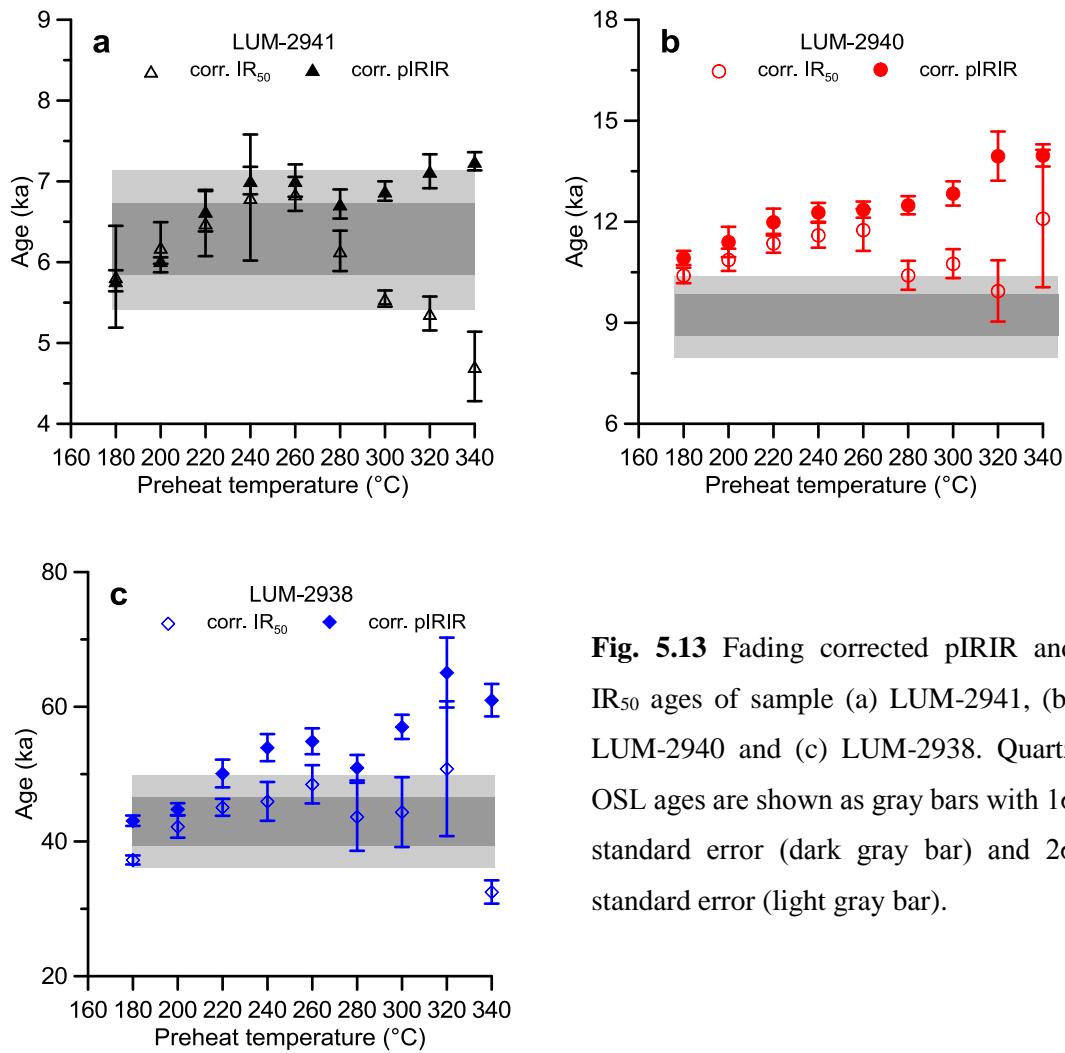 a
LUM-2941
corr. IR50 corr. pIRIR
9
8
7
6
5
4
Age (ka)
160 180 200 220 240 260 280 300 320 340
Preheat temperature (°C)
b
LUM-2940
corr. IR50 corr. pIRIR
18
15
12
9
6
Age (ka)
160 180 200 220 240 260 280 300 320 340
Preheat temperature (°C)
c
LUM-2938
corr. IR50 corr. pIRIR
80
60
40
20
Age (ka)
160 180 200 220 240 260 280 300 320 340
Preheat temperature (°C)
Fig. 5.13 Fading corrected pIRIR and
IR50 ages of sample (a) LUM-2941, (b
LUM-2940 and (c) LUM-2938. Quart
OSL ages are shown as gray bars with 1σ
standard error (dark gray bar) and 2σ
standard error (light gray bar).